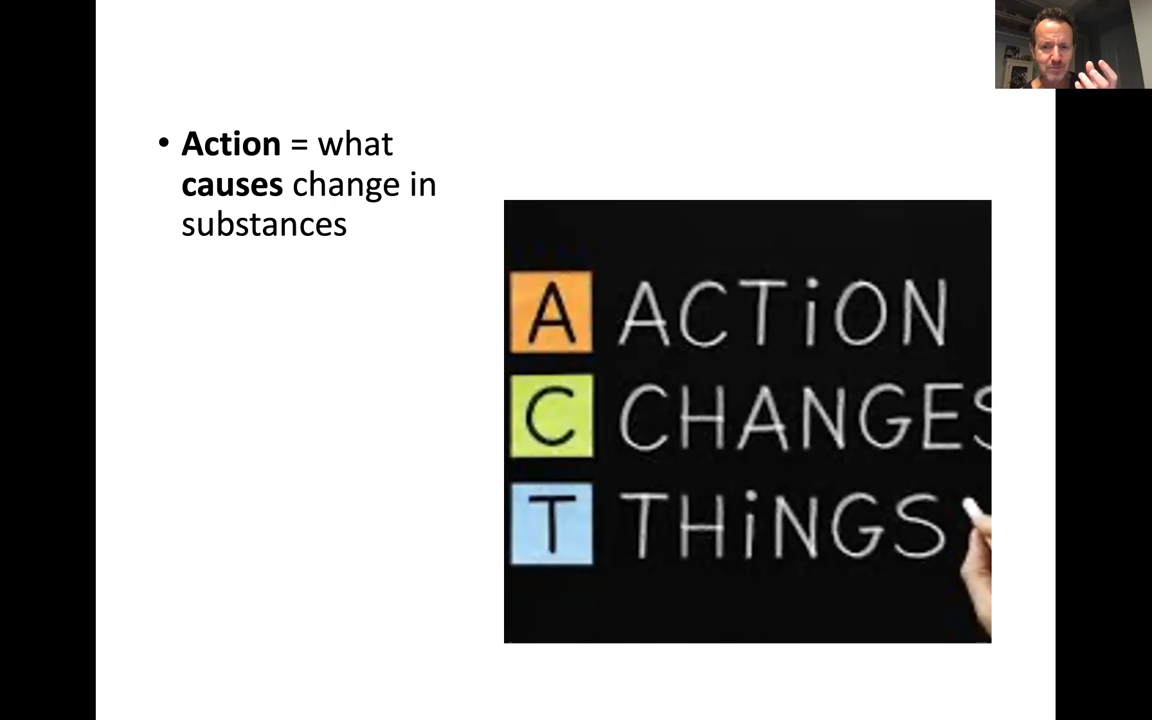 • Action = what
causes change in
substances
A ACTiON
C CHANGES
T THiNGS